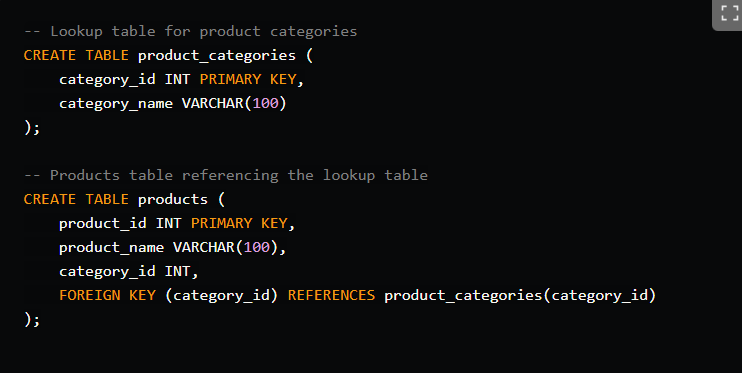 -- Lookup table for product categories
CREATE TABLE product_categories (
    category_id INT PRIMARY KEY,
    category_name VARCHAR(100)
);

-- Products table referencing the lookup table
CREATE TABLE products (
    product_id INT PRIMARY KEY,
    product_name VARCHAR(100),
    category_id INT,
    FOREIGN KEY (category_id) REFERENCES product_categories(category_id)
);